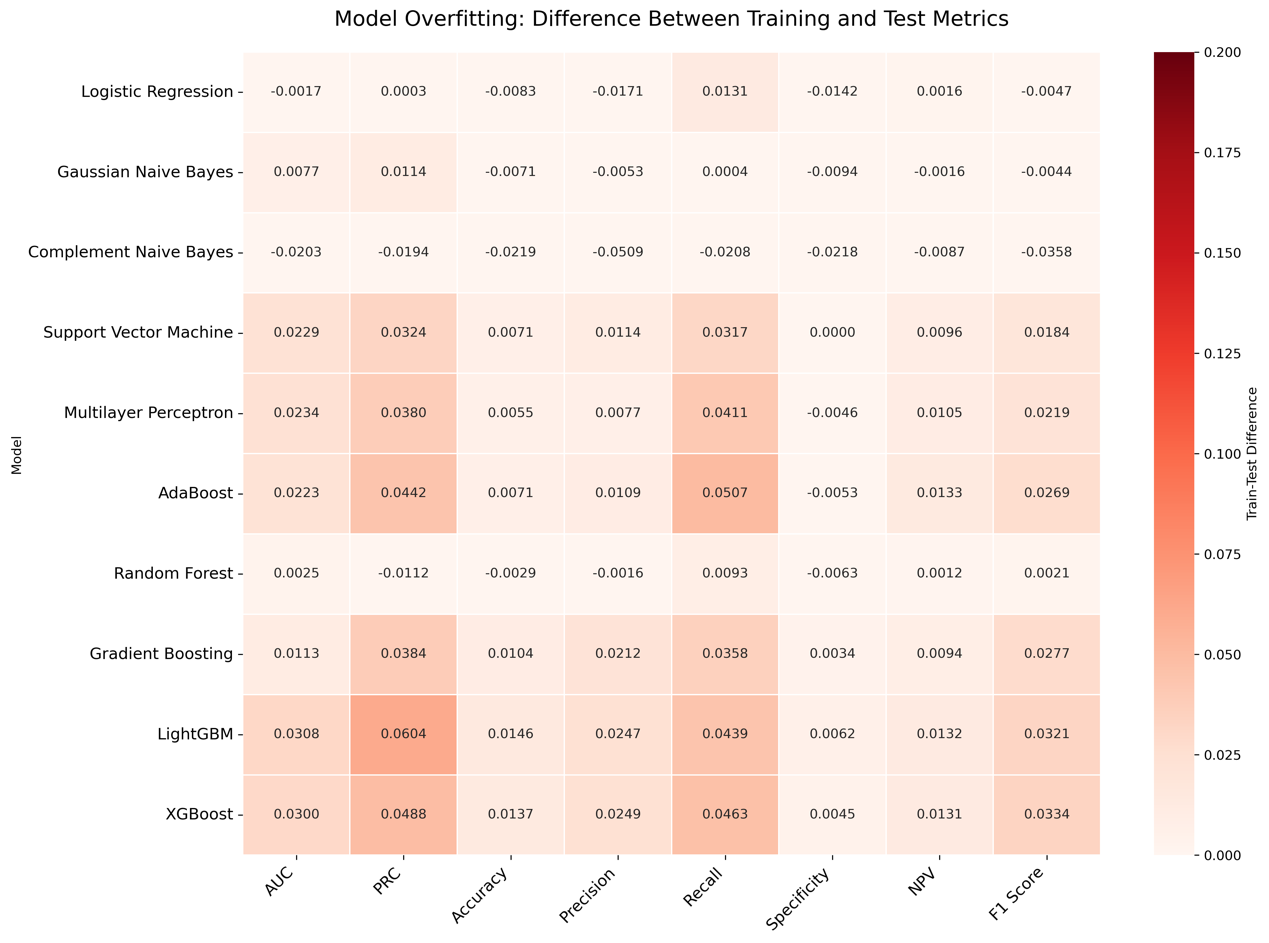 Model Overfitting: Difference Between Training and Test Metrics
Logistic Regression -0.0017 0.0003 -0.0083 -0.0171 0.0131 -0.0142 0.0016 -0.0047
Gaussian Naive Bayes 0.0077 0.0114 -0.0071 -0.0053 0.0004 -0.0094 -0.0016 -0.0044
Complement Naive Bayes -0.0203 -0.0194 -0.0219 -0.0509 -0.0208 -0.0218 -0.0087 -0.0358
Support Vector Machine 0.0229 0.0324 0.0071 0.0114 0.0317 0.0000 0.0096 0.0184
Multilayer Perceptron 0.0234 0.0380 0.0055 0.0077 0.0411 -0.0046 0.0105 0.0219
AdaBoost 0.0223 0.0442 0.0071 0.0109 0.0507 -0.0053 0.0133 0.0269
Random Forest 0.0025 -0.0112 -0.0029 -0.0016 0.0093 -0.0063 0.0012 0.0021
Gradient Boosting 0.0113 0.0384 0.0104 0.0212 0.0358 0.0034 0.0094 0.0277
LightGBM 0.0308 0.0604 0.0146 0.0247 0.0439 0.0062 0.0132 0.0321
XGBoost 0.0300 0.0488 0.0137 0.0249 0.0463 0.0045 0.0131 0.0334
AUC PRC Accuracy Precision Recall Specificity NPV F1 Score
Model
0.200
0.175
0.150
0.125
0.100
0.075
0.050
0.025
0.000
Train-Test Difference